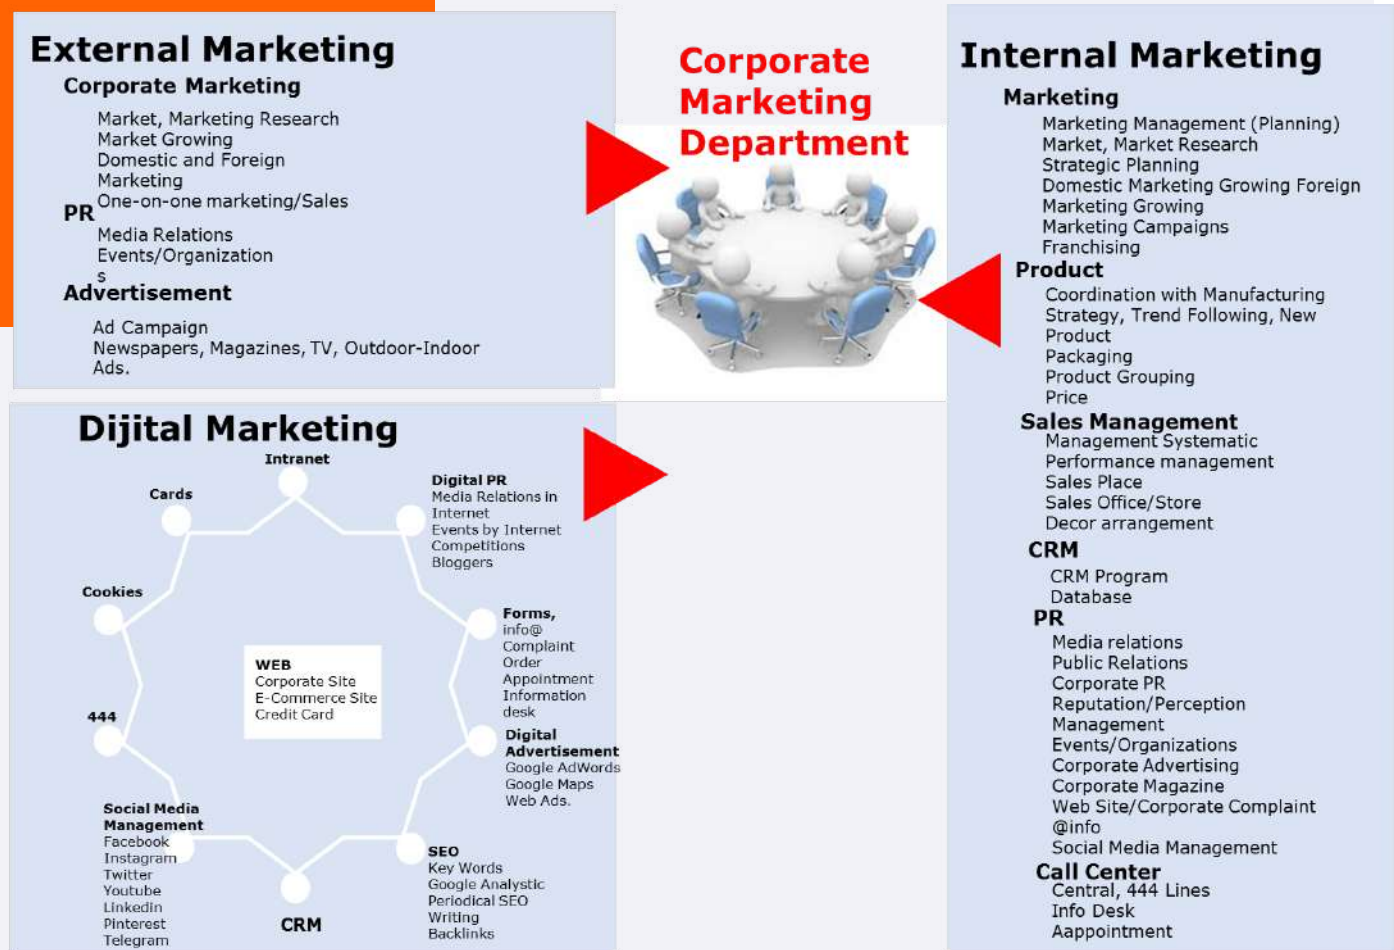 External Marketing
Corporate Marketing
Market, Marketing Research
Market Growing
Domestic and Foreign
Marketing
One-on-one marketing/Sales
PR
Media Relations
Events/Organization
s
Advertisement
Ad Campaign
Newspapers, Magazines, TV, Outdoor-Indoor
Ads.
Corporate
Marketing
Department
Internal Marketing
Marketing
Marketing Management (Planning)
Market, Market Research
Strategic Planning
Domestic Marketing Growing Foreign
Marketing Growing
Marketing Campaigns
Franchising
Product
Coordination with Manufacturing
Strategy, Trend Following, New
Product
Packaging
Product Grouping
Price
Sales Management
Management Systematic
Performance management
Sales Place
Sales Office/Store
Decor arrangement
CRM
CRM Program
Database
PR
Media relations
Public Relations
Corporate PR
Reputation/Perception
Management
Events/Organizations
Corporate Advertising
Corporate Magazine
Web Site/Corporate Complaint
@info
Social Media Management
Call Center
Central, 444 Lines
Info Desk
Aappointment
Dijital Marketing
Intranet
Digital PR
Media Relations in
Internet
Events by Internet
Competitions
Bloggers
Forms,
info@
Complaint
Order
Appointment
Information
desk
Digital
Advertisement
Google AdWords
Google Maps
Web Ads.
SEO
Key Words
Google Analystic
Periodical SEO
Writing
Backlinks
CRM
Social Media
Management
Facebook
Instagram
Twitter
Youtube
Linkedin
Pinterest
Telegram
444
Cookies
Cards
WEB
Corporate Site
E-Commerce Site
Credit Card